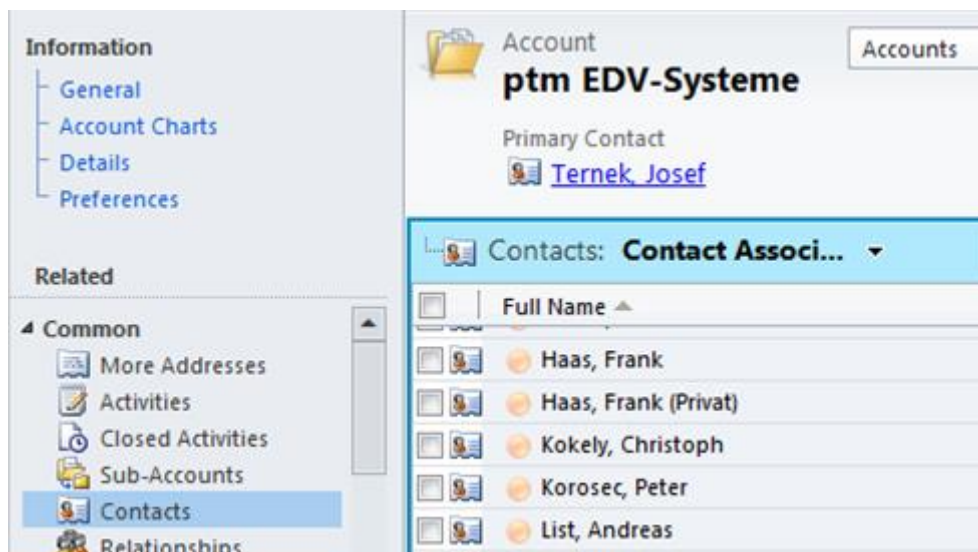 Information
General
Account Charts
Details
Preferences
Related
Common
More Addresses
Activities
Closed Activities
Sub-Accounts
Contacts
Relationships
Account
ptm EDV-Systeme
Accounts
Primary Contact
Ternek, Josef
Contacts: Contact Associ...
Full Name
Haas, Frank
Haas, Frank (Privat)
Kokely, Christoph
Korosec, Peter
List, Andreas